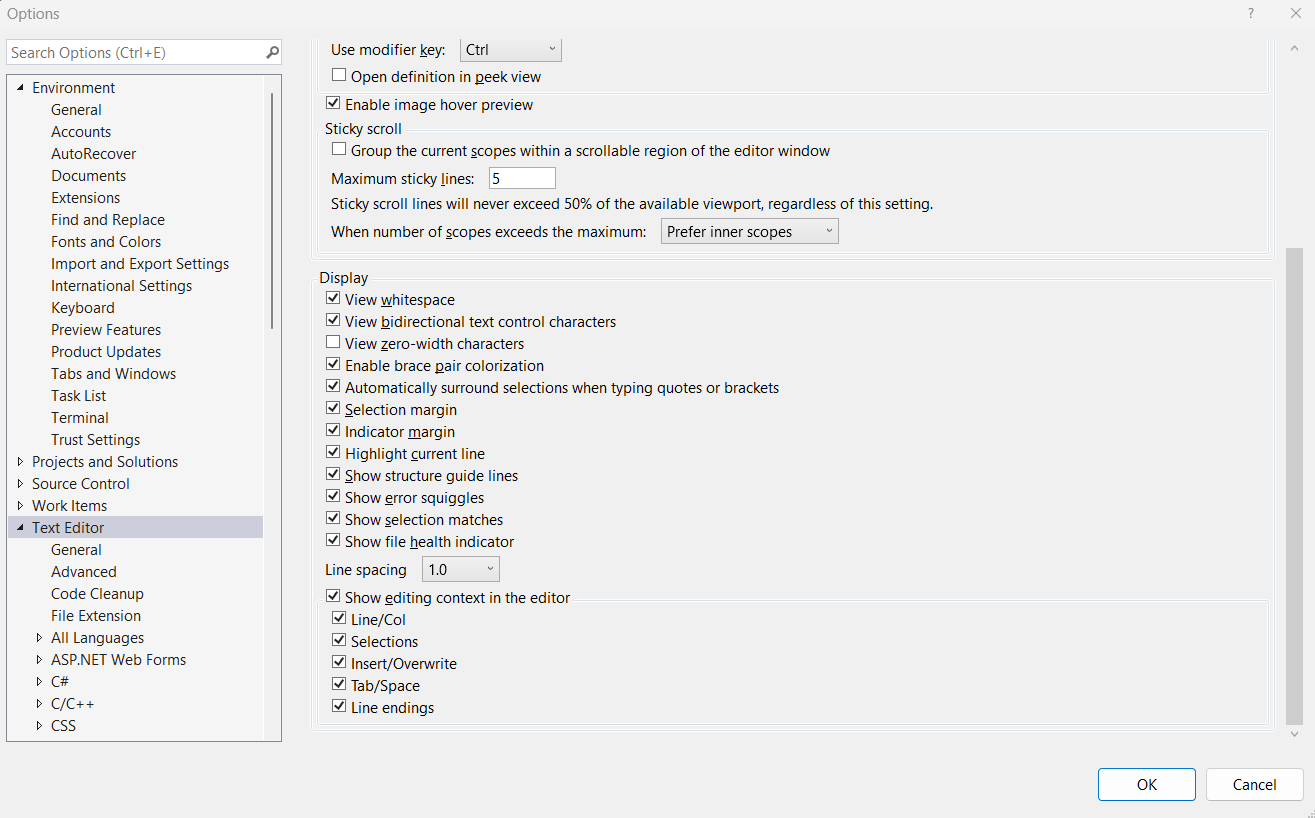 Options
?
Search Options (Ctrl+E)
Environment
General
Accounts
AutoRecover
Documents
Extensions
Find and Replace
Fonts and Colors
Import and Export Settings
International Settings
Keyboard
Preview Features
Product Updates
Tabs and Windows
Task List
Terminal
Trust Settings
Projects and Solutions
Source Control
Work Items
Text Editor
General
Advanced
Code Cleanup
File Extension
All Languages
ASP.NET Web Forms
C#
C/C++
CSS
Use modifier key: Ctrl
Open definition in peek view
Enable image hover preview
Sticky scroll
Group the current scopes within a scrollable region of the editor window
Maximum sticky lines: 5
Sticky scroll lines will never exceed 50% of the available viewport, regardless of this setting.
When number of scopes exceeds the maximum: Prefer inner scopes
Display
View whitespace
View bidirectional text control characters
View zero-width characters
Enable brace pair colorization
Automatically surround selections when typing quotes or brackets
Selection margin
Indicator margin
Highlight current line
Show structure guide lines
Show error squiggles
Show selection matches
Show file health indicator
Line spacing 1.0
Show editing context in the editor
Line/Col
Selections
Insert/Overwrite
Tab/Space
Line endings
OK Cancel